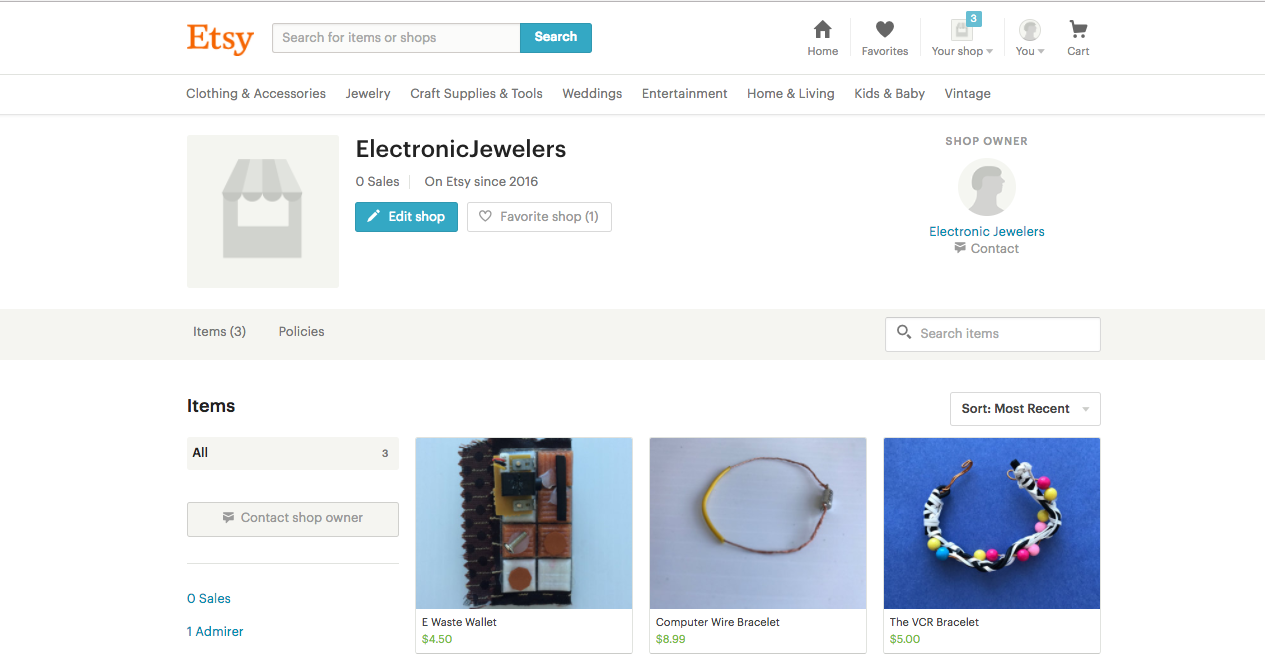 Etsy
Search for items or shops
Search
Home
Favorites
3
Your shop
You
Cart
Clothing & Accessories
Jewelry
Craft Supplies & Tools
Weddings
Entertainment
Home & Living
Kids & Baby
Vintage
ElectronicJewelers
0 Sales
On Etsy since 2016
Edit shop
Favorite shop (1)
SHOP OWNER
Electronic Jewelers
Contact
Items (3)
Policies
Search items
Items
Sort: Most Recent
All
3
Contact shop owner
0 Sales
1 Admirer
E Waste Wallet
$4.50
Computer Wire Bracelet
$8.99
The VCR Bracelet
$5.00